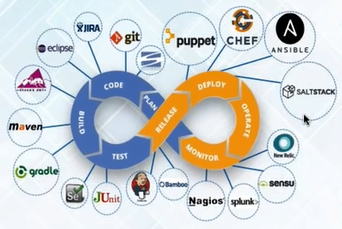 JIRA
git
eclipse
puppet
CHEF
ANSIBLE
SALTSTACK
CODE
PLAN
BUILD
TEST
RELEASE
DEPLOY
OPERATE
MONITOR
maven
gradle
Se
JUnit
Bamboo
Nagios
splunk>
sensu
New Relic